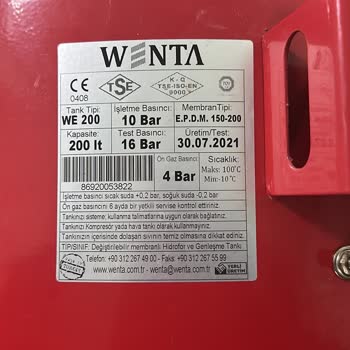 WENTA
CE
0408
TSE
K - Q
TSE-ISO-EN
9000
Tank Tipi: İşletme Basıncı: MembranTipi:
WE 200 10 Bar E.P.D.M. 150-200
Kapasite: Test Basıncı: Üretim/Test:
200 lt 16 Bar 30.07.2021
Ön Gaz Basıncı: Sıcaklık:
4 Bar Maks: 100°C
86920053822 Min:-10°C
İşletme basıncı sıcak suda +0,2 bar, soğuk suda -0,2 bar
Ön gaz basıncını 6 ayda bir yetkili servise kontrol ettiriniz.
Tankınızı sisteme; kullanma talimatlarına uygun olarak bağlatınız.
Tankınızı Kompresör yada hava tankı olarak kullanmayınız.
Tankınızın içerisinde dolaşan sıvının temiz olmasına dikkat ediniz.
TİP/SINIF: Değiştirilebilir membranlı Hidrofor ve Genleşme Tankı
Telefon: +90 312 267 49 00 - Faks: +90 312 267 55 99
www.wenta.com.tr - wenta@wenta.com.tr
YERLİ
ÜRETİM